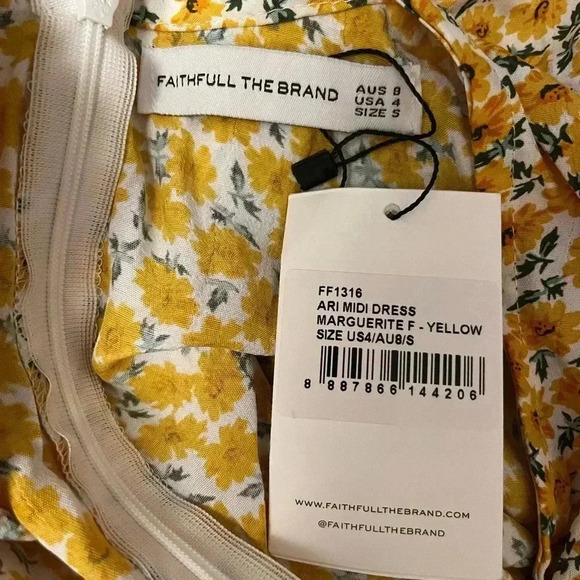 FAITHFULL THE BRAND
AUS 8
USA 4
SIZE S
FF1316
ARI MIDI DRESS
MARGUERITE F - YELLOW
SIZE US4/AU8/S
8 887866 144206
WWW.FAITHFULLTHEBRAND.COM
@FAITHFULLTHEBRAND